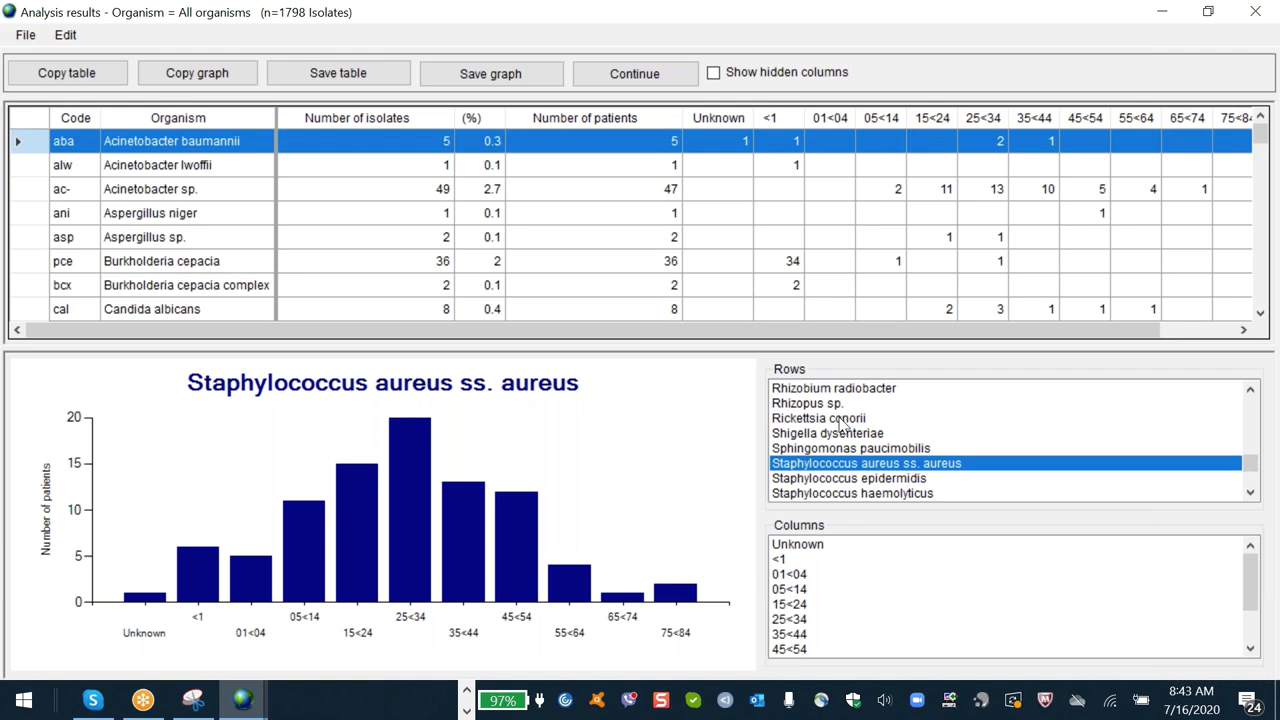 Analysis results - Organism = All organisms (n=1798 Isolates)
File Edit
Copy table Copy graph Save table Save graph Continue Show hidden columns
Code Organism Number of isolates (%) Number of patients Unknown <1 01<04 05<14 15<24 25<34 35<44 45<54 55<64 65<74 75<84
aba Acinetobacter baumannii 5 0.3 5 1 1 2 1
alw Acinetobacter lwoffii 1 0.1 1 1
ac- Acinetobacter sp. 49 2.7 47 2 11 13 10 5 4 1
ani Aspergillus niger 1 0.1 1 1
asp Aspergillus sp. 2 0.1 2 1 1
pce Burkholderia cepacia 36 2 36 34 1 1
bcx Burkholderia cepacia complex 2 0.1 2 2
cal Candida albicans 8 0.4 8 2 3 1 1 1
Staphylococcus aureus ss. aureus
Number of patients
20
15
10
5
0
<1 05<14 25<34 45<54 65<74
Unknown 01<04 15<24 35<44 55<64 75<84
Rows
Rhizobium radiobacter
Rhizopus sp.
Rickettsia conorii
Shigella dysenteriae
Sphingomonas paucimobilis
Staphylococcus aureus ss. aureus
Staphylococcus epidermidis
Staphylococcus haemolyticus
Columns
Unknown
<1
01<04
05<14
15<24
25<34
35<44
45<54
97%
8:43 AM
7/16/2020
24